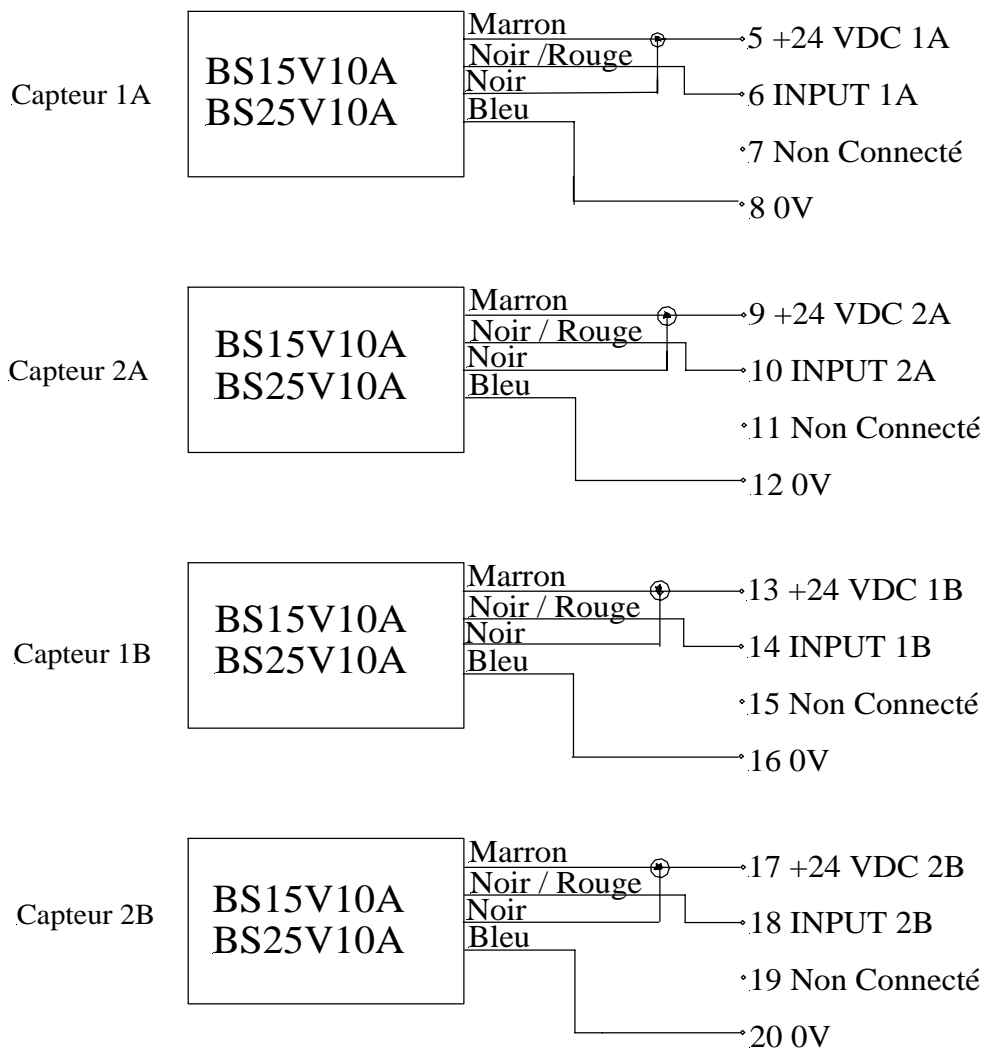 Capteur 1A
BS15V10A
BS25V10A
Marron
Noir /Rouge
Noir
Bleu
5 +24 VDC 1A
6 INPUT 1A
7 Non Connecté
8 0V
Capteur 2A
BS15V10A
BS25V10A
Marron
Noir / Rouge
Noir
Bleu
9 +24 VDC 2A
10 INPUT 2A
11 Non Connecté
12 0V
Capteur 1B
BS15V10A
BS25V10A
Marron
Noir / Rouge
Noir
Bleu
13 +24 VDC 1B
14 INPUT 1B
15 Non Connecté
16 0V
Capteur 2B
BS15V10A
BS25V10A
Marron
Noir / Rouge
Noir
Bleu
17 +24 VDC 2B
18 INPUT 2B
19 Non Connecté
20 0V